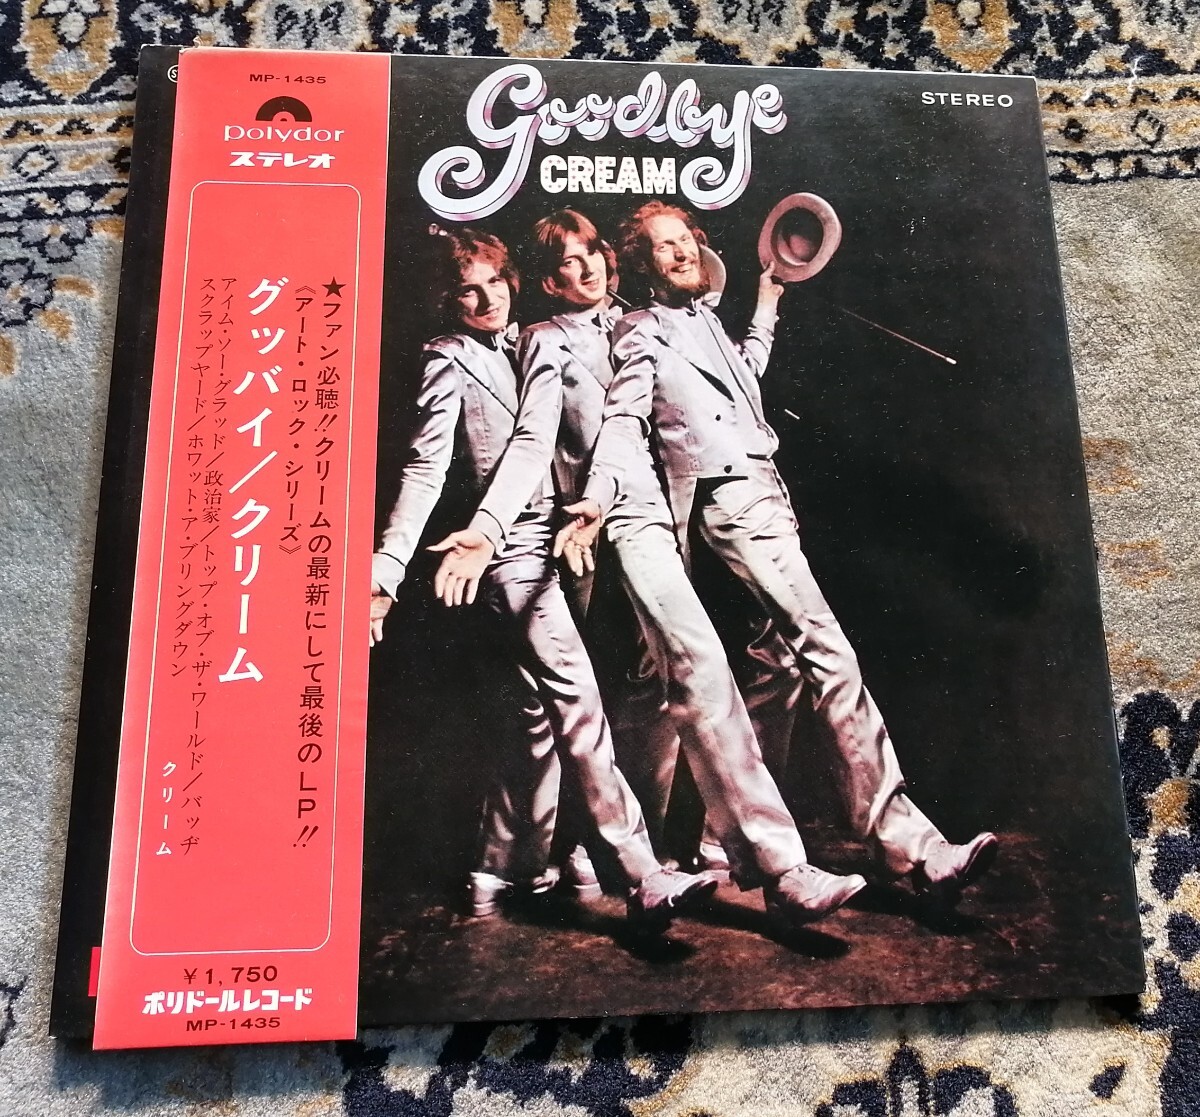 MP-1435
polydor
ステレオ
★ファン必聴!!クリームの最新にして最後のLP!!
《アート・ロック・シリーズ》
グッバイ／クリーム
アイム・ソー・グラッド／政治家／トップ・オブ・ザ・ワールド／バッヂ
スクラップヤード／ホワット・ア・ブリングダウン
クリーム
¥1,750
ポリドールレコード
MP-1435
Goodbye
CREAM
STEREO